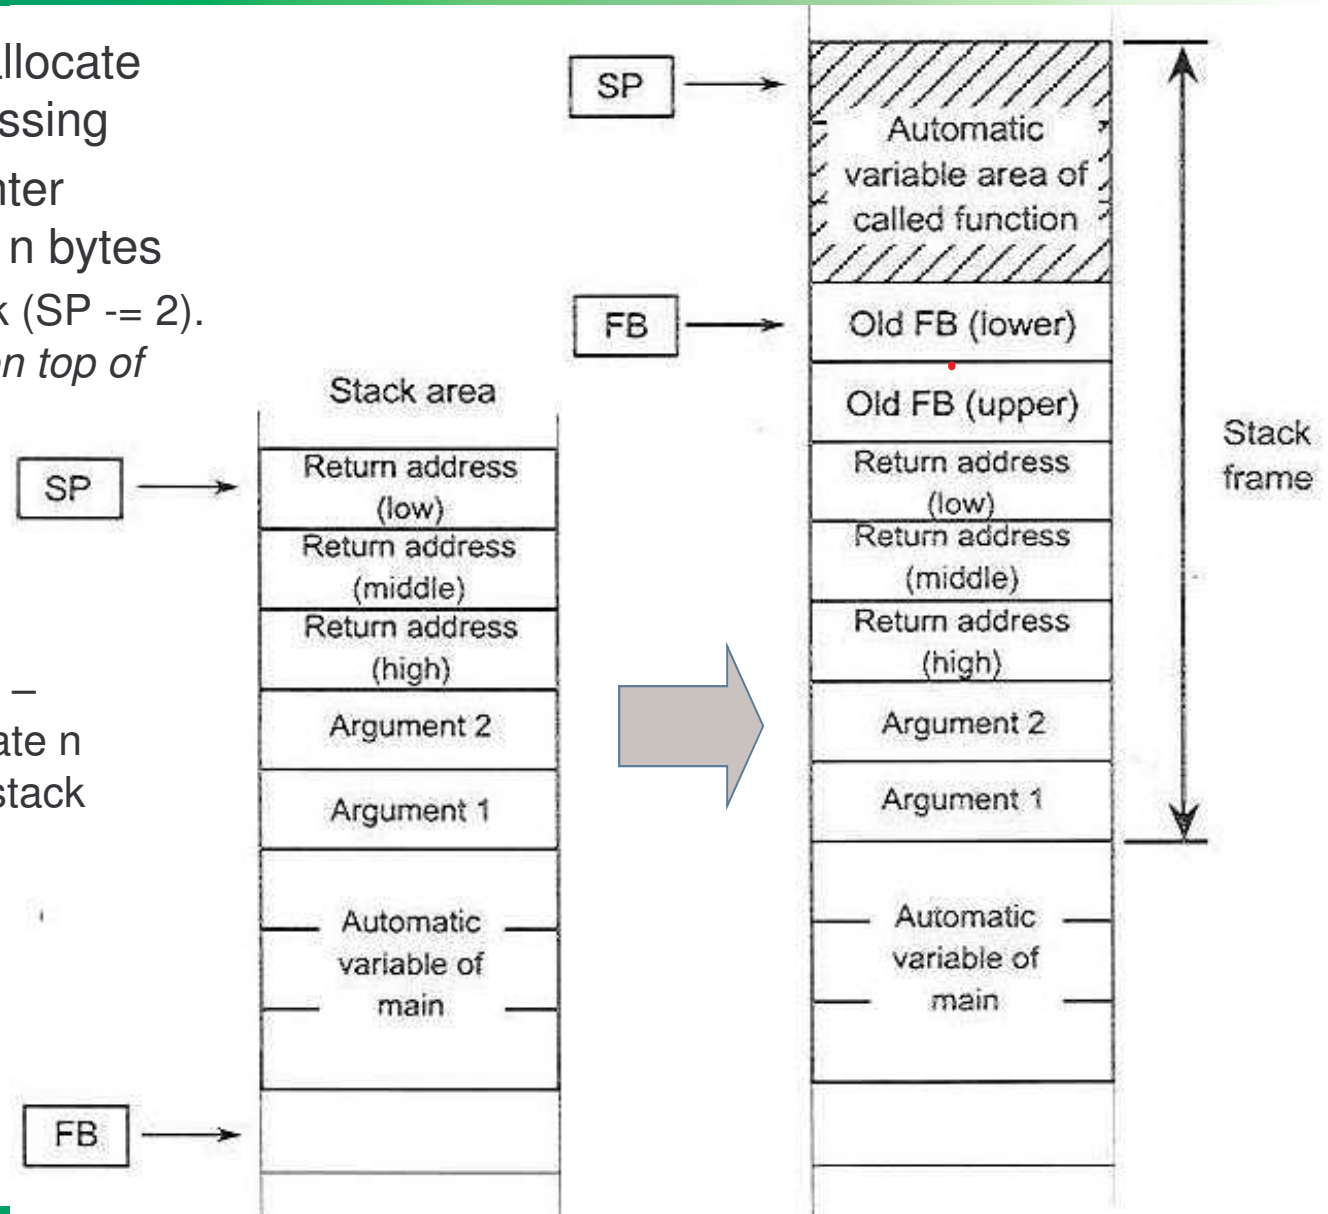 allocate
ssing
nter
n bytes
k (SP -= 2).
on top of
–
ate n
stack
Stack area
SP
Return address
(low)
Return address
(middle)
Return address
(high)
Argument 2
Argument 1
Automatic
variable of
main
FB
SP
Automatic
variable area of
called function
FB
Old FB (lower)
Old FB (upper)
Return address
(low)
Return address
(middle)
Return address
(high)
Argument 2
Argument 1
Automatic
variable of
main
Stack
frame